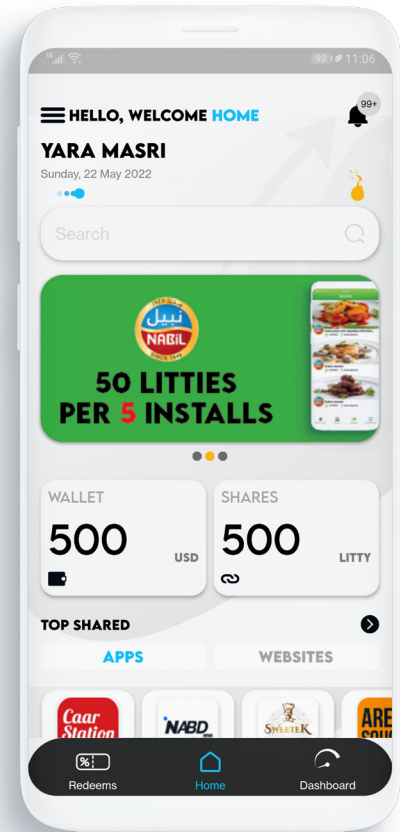 92 11:06
HELLO, WELCOME HOME
99+
YARA MASRI
Sunday, 22 May 2022
Search
نبيل
NABIL
SINCE 1945
50 LITTIES
PER 5 INSTALLS
WALLET
500
USD
SHARES
500
LITTY
TOP SHARED
APPS
WEBSITES
Caar
Station
NABD
SWEETEK
ARE
SOUQ
%
Redeems
Home
Dashboard